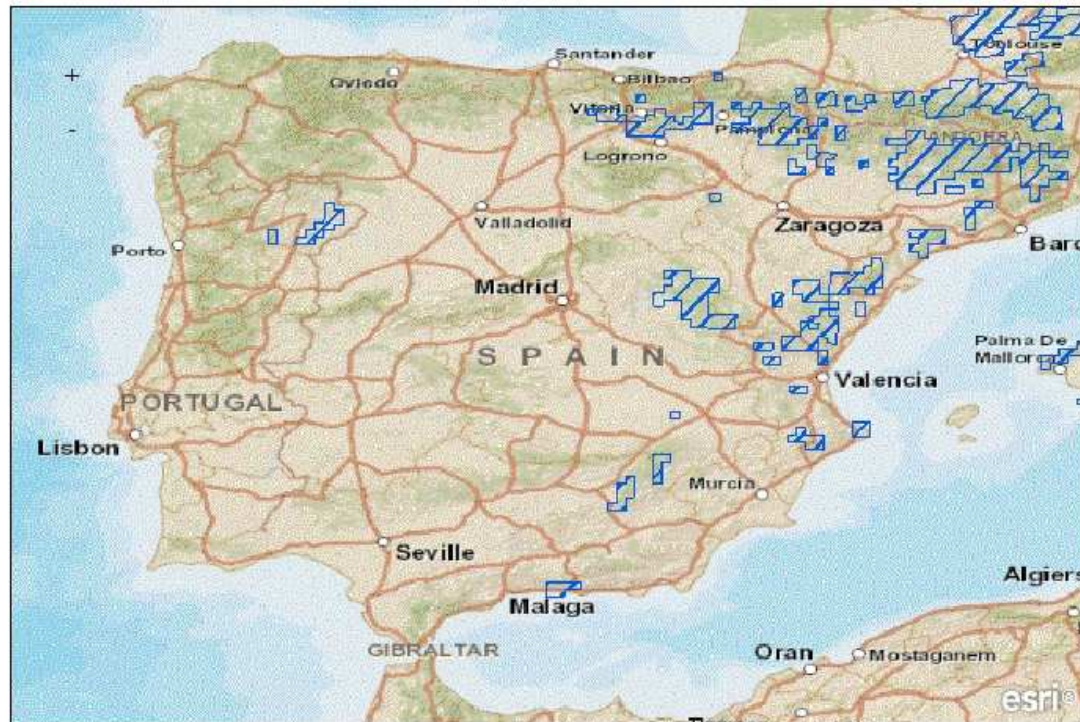 +
-
Santander
Oviedo
Bilbao
Vitoria
Pamplona
Logrono
Toulouse
ANDORRA
Valladolid
Zaragoza
Porto
Madrid
SPAIN
Palma De
Mallorca
Valencia
PORTUGAL
Lisbon
Murcia
Seville
Malaga
Algiers
GIBRALTAR
Oran
Mostaganem
esri®